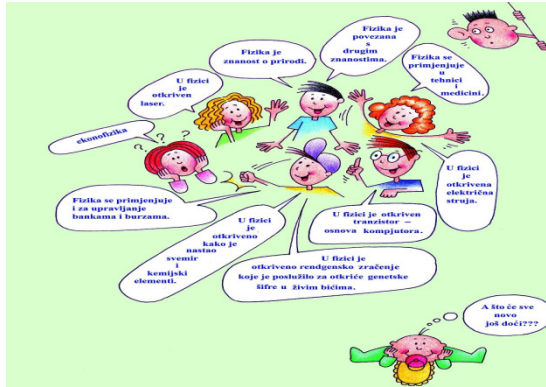 Fizika je
znanost o prirodi.
Fizika je
povezana
s
drugim
znanostima.
Fizika se
primjenjuje
u
tehnici
i
medicini.
U fizici
je
otkriven
laser.
ekonofizika
? ? ?
Fizika se primjenjuje
i za upravljanje
bankama i burzama.
U fizici
je
otkriveno
kako je
nastao
svemir
i
kemijski
elementi.
U fizici je
otkriveno rendgensko zračenje
koje je poslužilo za otkriće genetske
šifre u živim bićima.
U fizici je otkriven
tranzistor –
osnova kompjutora.
U fizici
je
otkrivena
električna
struja.
A što će sve
novo
još doći???